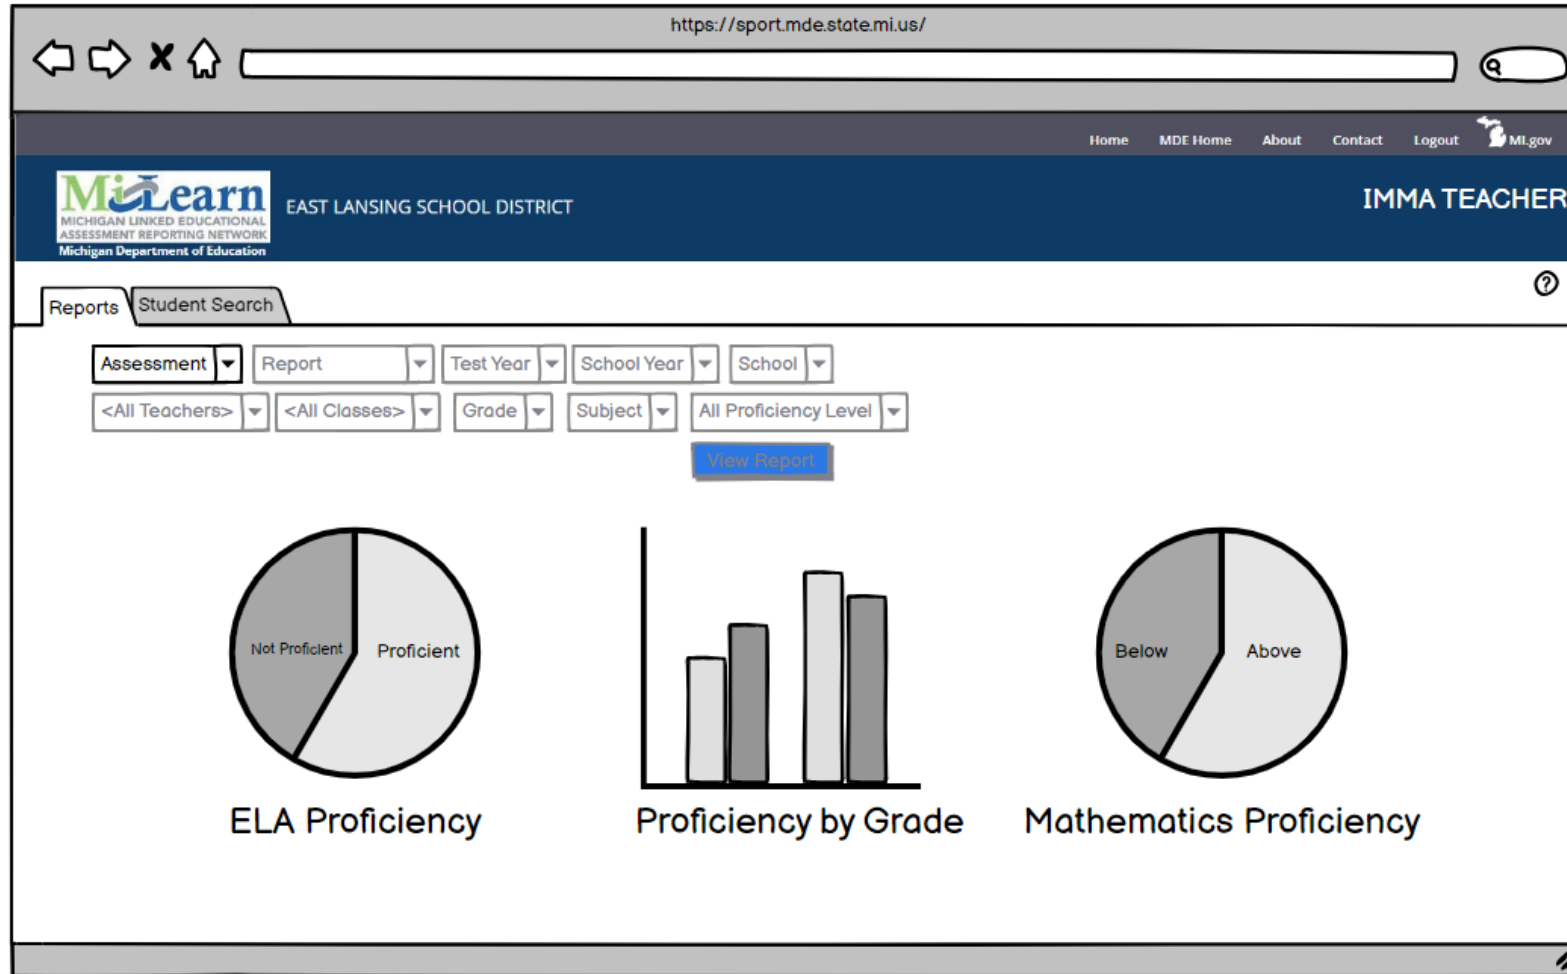 https://sport.mde.state.mi.us/
Home MDE Home About Contact Logout MI.gov
MiLearn
MICHIGAN LINKED EDUCATIONAL
ASSESSMENT REPORTING NETWORK
Michigan Department of Education
EAST LANSING SCHOOL DISTRICT
IMMA TEACHER
Reports Student Search
Assessment Report Test Year School Year School
<All Teachers> <All Classes> Grade Subject All Proficiency Level
View Report
Not Proficient Proficient
Below Above
ELA Proficiency Proficiency by Grade Mathematics Proficiency